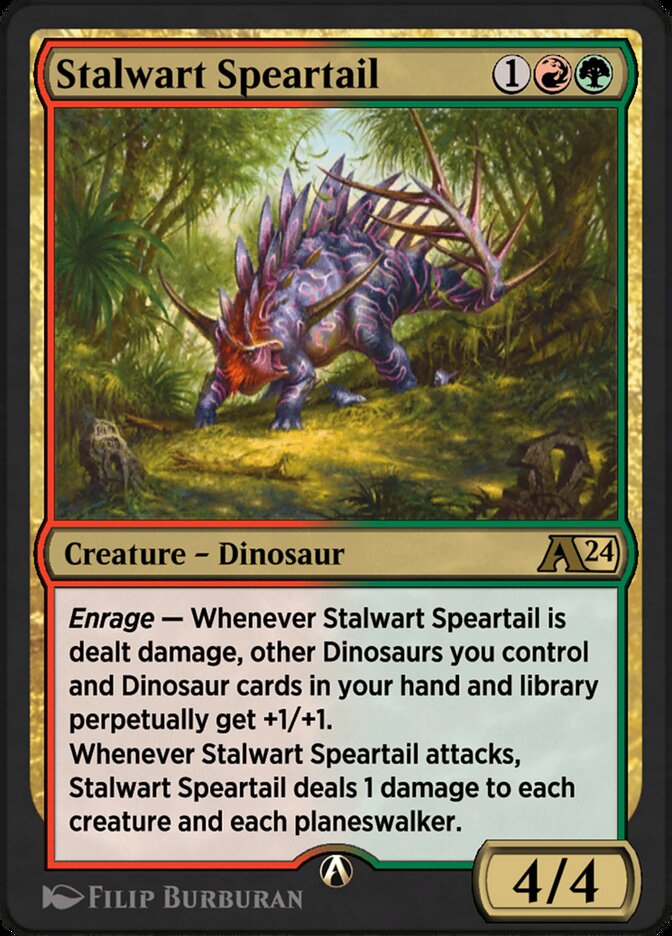 Stalwart Speartail 1
Creature – Dinosaur A24
Enrage — Whenever Stalwart Speartail is
dealt damage, other Dinosaurs you control
and Dinosaur cards in your hand and library
perpetually get +1/+1.
Whenever Stalwart Speartail attacks,
Stalwart Speartail deals 1 damage to each
creature and each planeswalker.
4/4
Filip Burburan